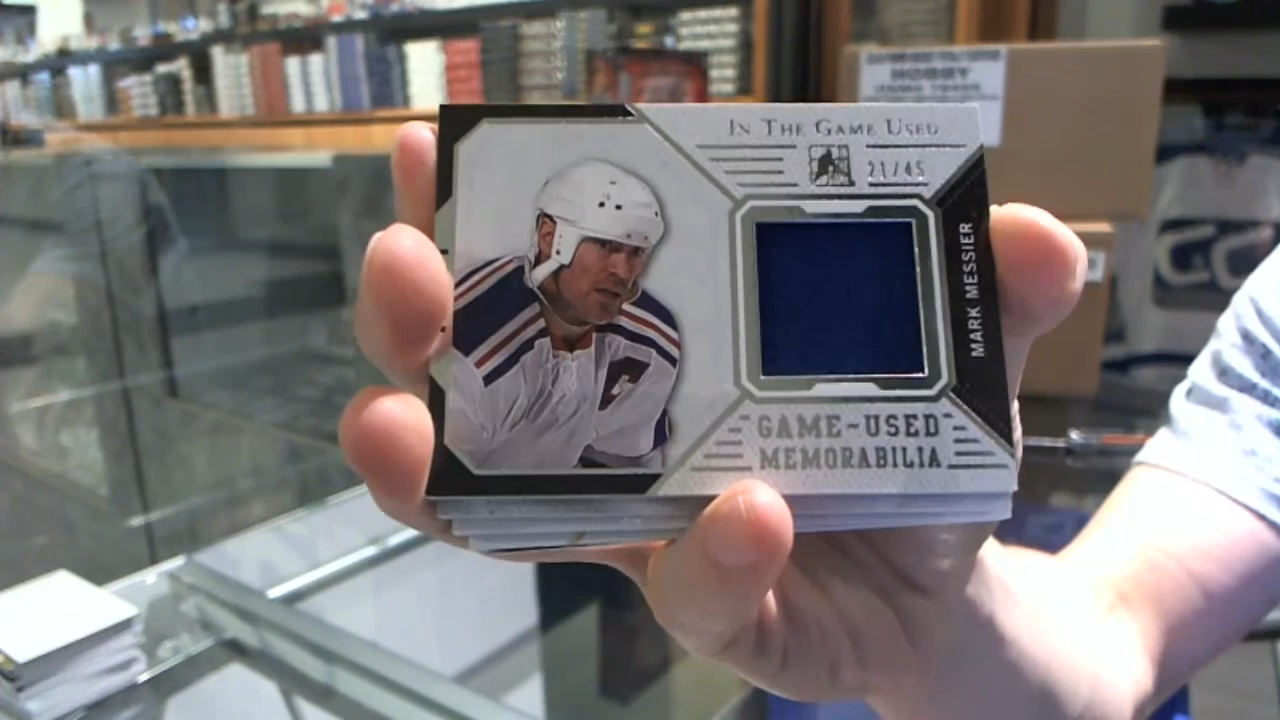 HOBBY
IN THE GAME USED
21/45
MARK MESSIER
C
GAME-USED
MEMORABILIA